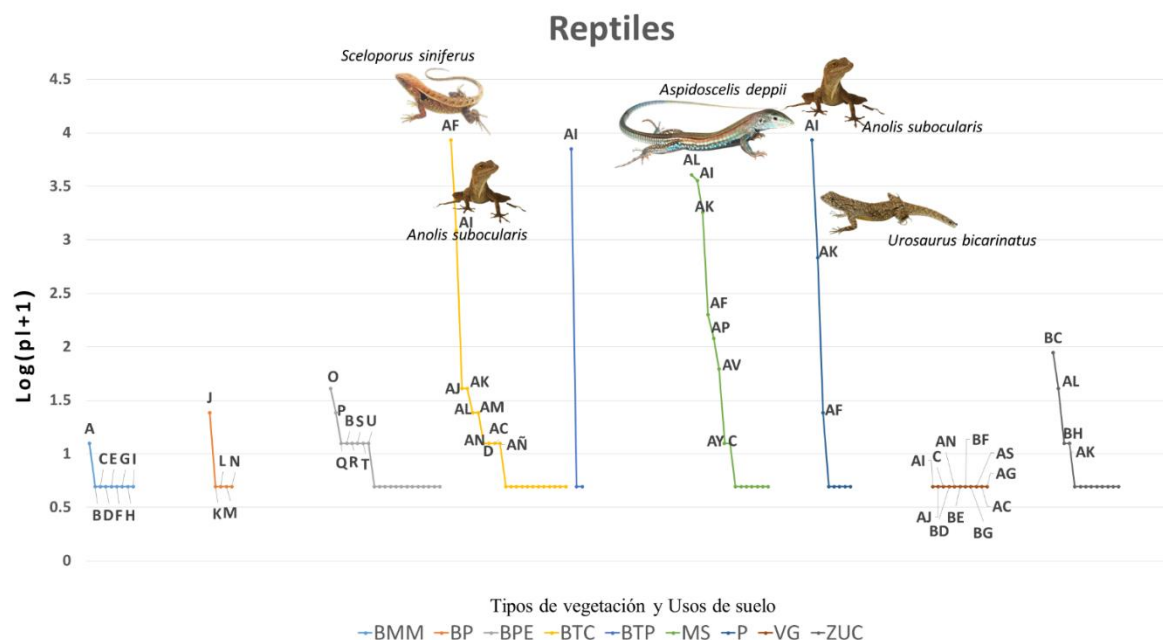 Reptiles
Sceloporus siniferus
Aspidoscelis deppii
Anolis subocularis
Anolis subocularis
Urosaurus bicarinatus
Log(pI+1)
4.5
4
3.5
3
2.5
2
1.5
1
0.5
0
A
C E G I
B D F H
J
L N
K M
O
P
B S U
Q R T
AF
AI
AJ AK
AL AM
AN AC
D AÑ
AI
AL
AI
AK
AF
AP
AV
AY C
AI
AK
AF
AN BF
AI C AS
AG
AJ AC
BD BE BG
BC
AL
BH
AK
Tipos de vegetación y Usos de suelo
BMM BP BPE BTC BTP MS P VG ZUC